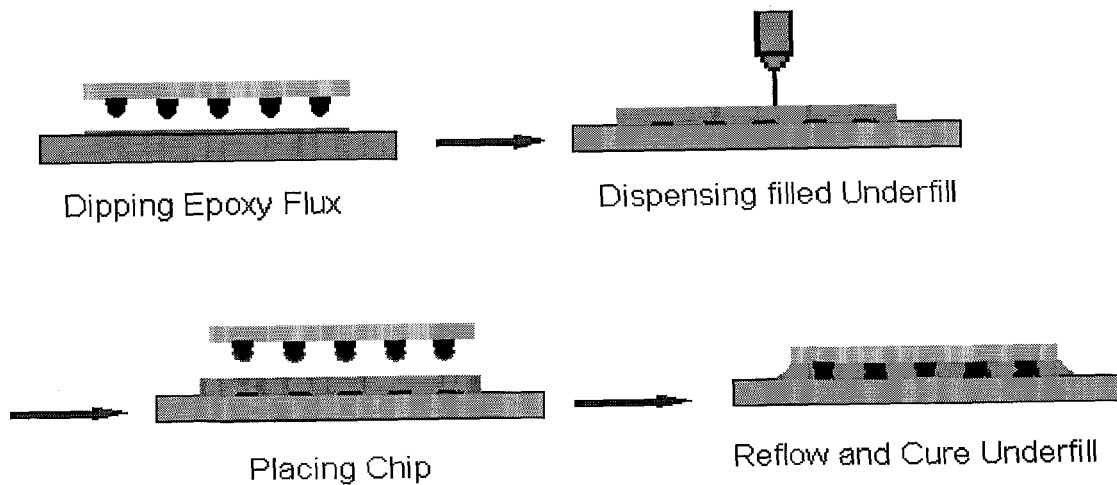 Dipping Epoxy Flux
Dispensing filled Underfill
Placing Chip
Reflow and Cure Underfill